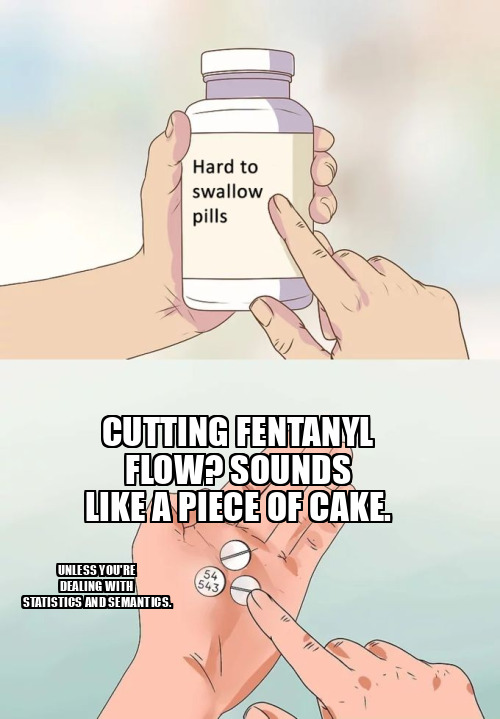 Hard to
swallow
pills
CUTTING FENTANYL
FLOW? SOUNDS
LIKE A PIECE OF CAKE.
UNLESS YOU'RE
DEALING WITH
STATISTICS AND SEMANTICS.
54
543